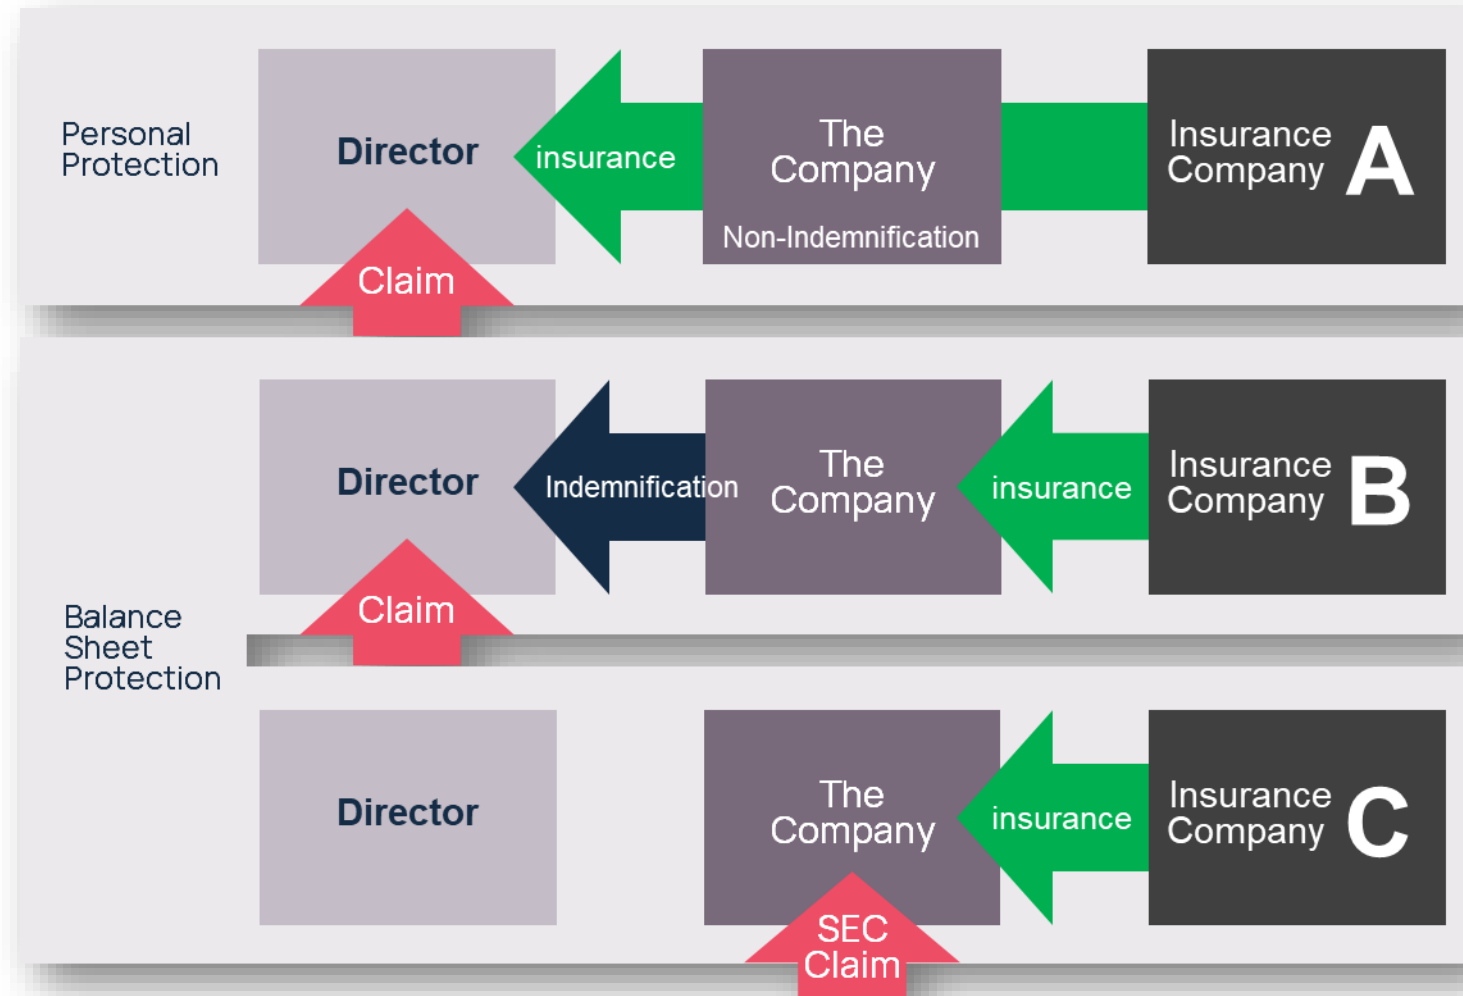 Personal
Protection
Director
insurance
The
Company
Non-Indemnification
Insurance
Company
A
Claim
Balance
Sheet
Protection
Director
Indemnification
The
Company
insurance
Insurance
Company
B
Claim
Director
The
Company
insurance
Insurance
Company
C
SEC
Claim